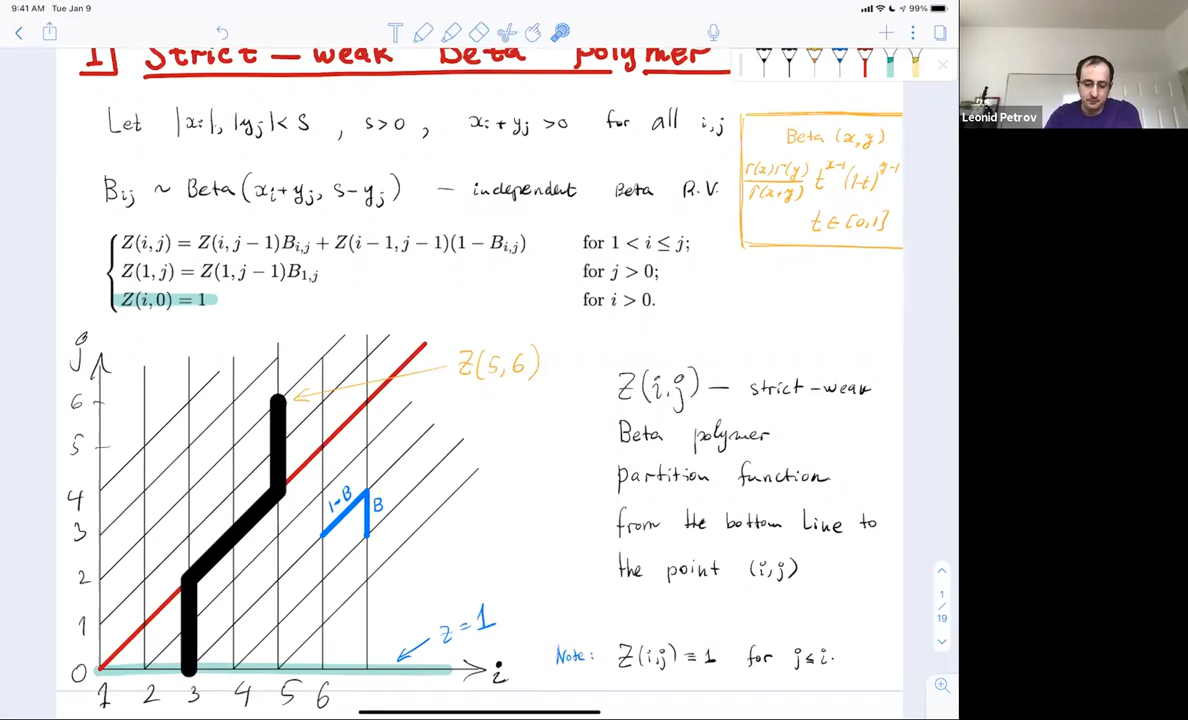 9:41 AM Tue Jan 9
99%
1] Strict-weak Beta polymer
Let |xi|, |yj| < S , s>0 , xi + yj >0 for all i,j
Beta (x,y)
Γ(x)Γ(y) / Γ(x+y) t^x-1 (1-t)^y-1
t ∈ [0,1]
Bij ~ Beta(xi+yj, s-yj) - independent Beta R.V.
Z(i, j) = Z(i, j − 1)Bi,j + Z(i − 1, j − 1)(1 − Bi,j) for 1 < i ≤ j;
Z(1, j) = Z(1, j − 1)B1,j for j > 0;
Z(i, 0) = 1 for i > 0.
j
6
5
4
3
2
1
0
1 2 3 4 5 6
i
Z(5,6)
1-B
B
Z=1
Z(i,j) - strict-weak
Beta polymer
partition function
from the bottom line to
the point (i,j)
Note: Z(i,j) ≡ 1 for j≤i.
1
/
19
Leonid Petrov